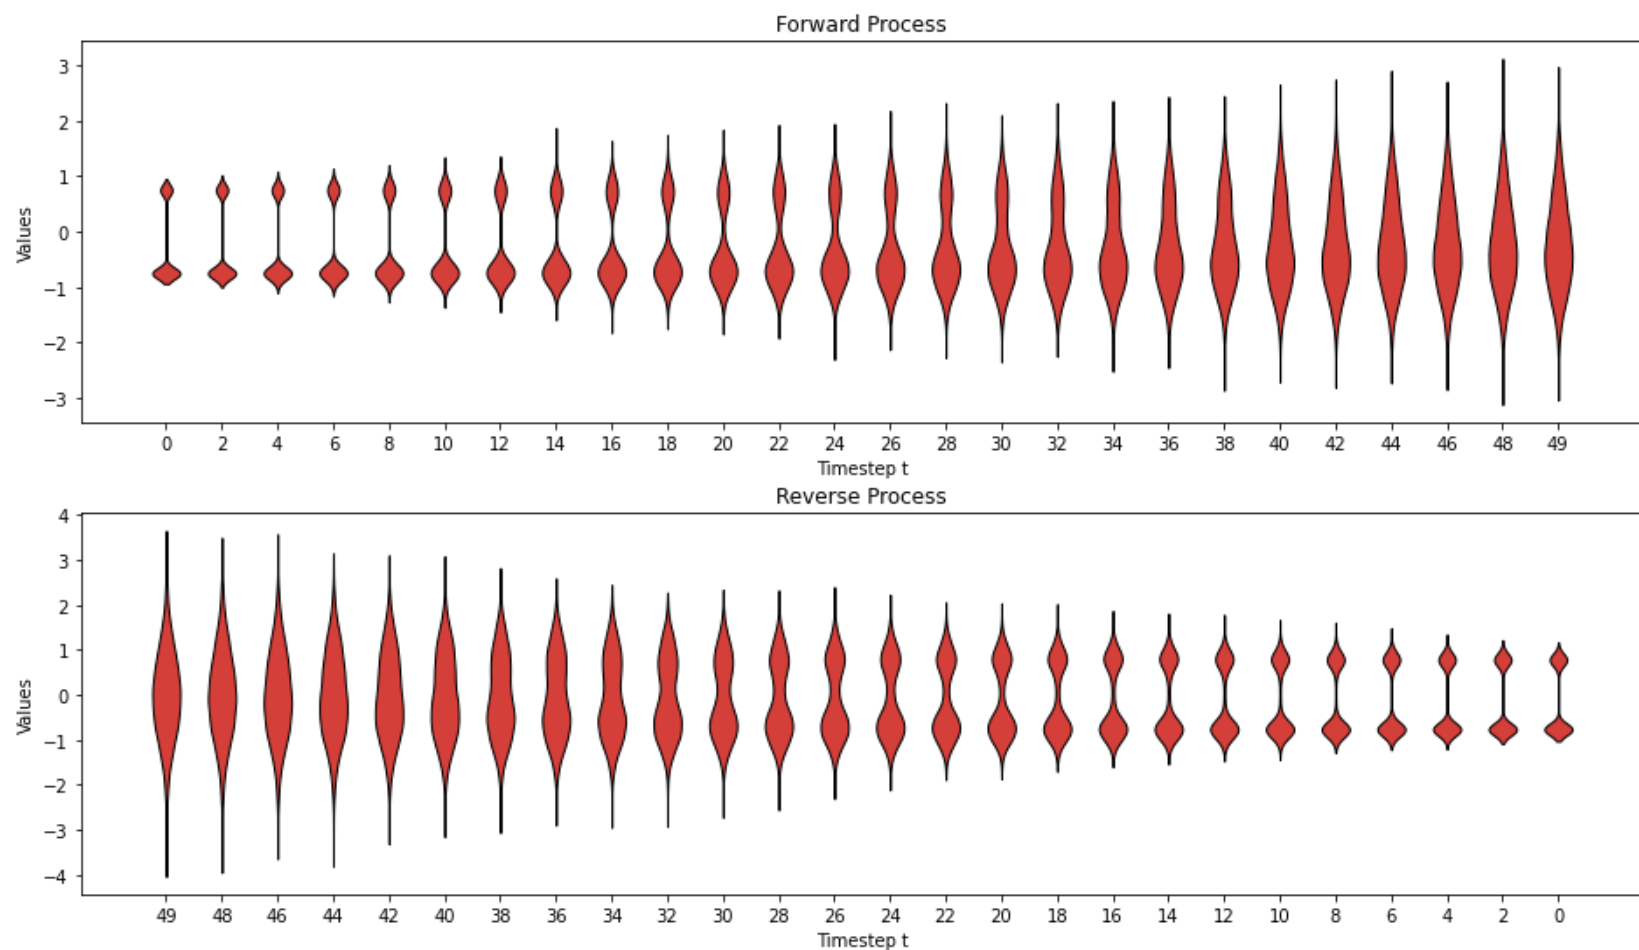 Forward Process
3
2
1
0
−1
−2
−3
Values
0 2 4 6 8 10 12 14 16 18 20 22 24 26 28 30 32 34 36 38 40 42 44 46 48 49
Timestep t
Reverse Process
4
3
2
1
0
−1
−2
−3
−4
Values
49 48 46 44 42 40 38 36 34 32 30 28 26 24 22 20 18 16 14 12 10 8 6 4 2 0
Timestep t